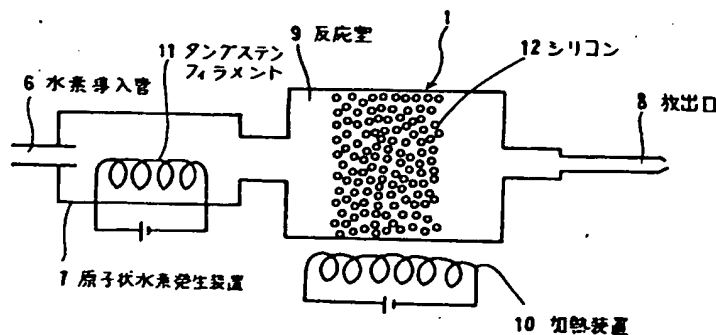 11 タングステン
フィラメント
9 反応室
1
12 シリコン
6 水素導入管
8 放出口
7 原子状水素発生装置
10 加熱装置